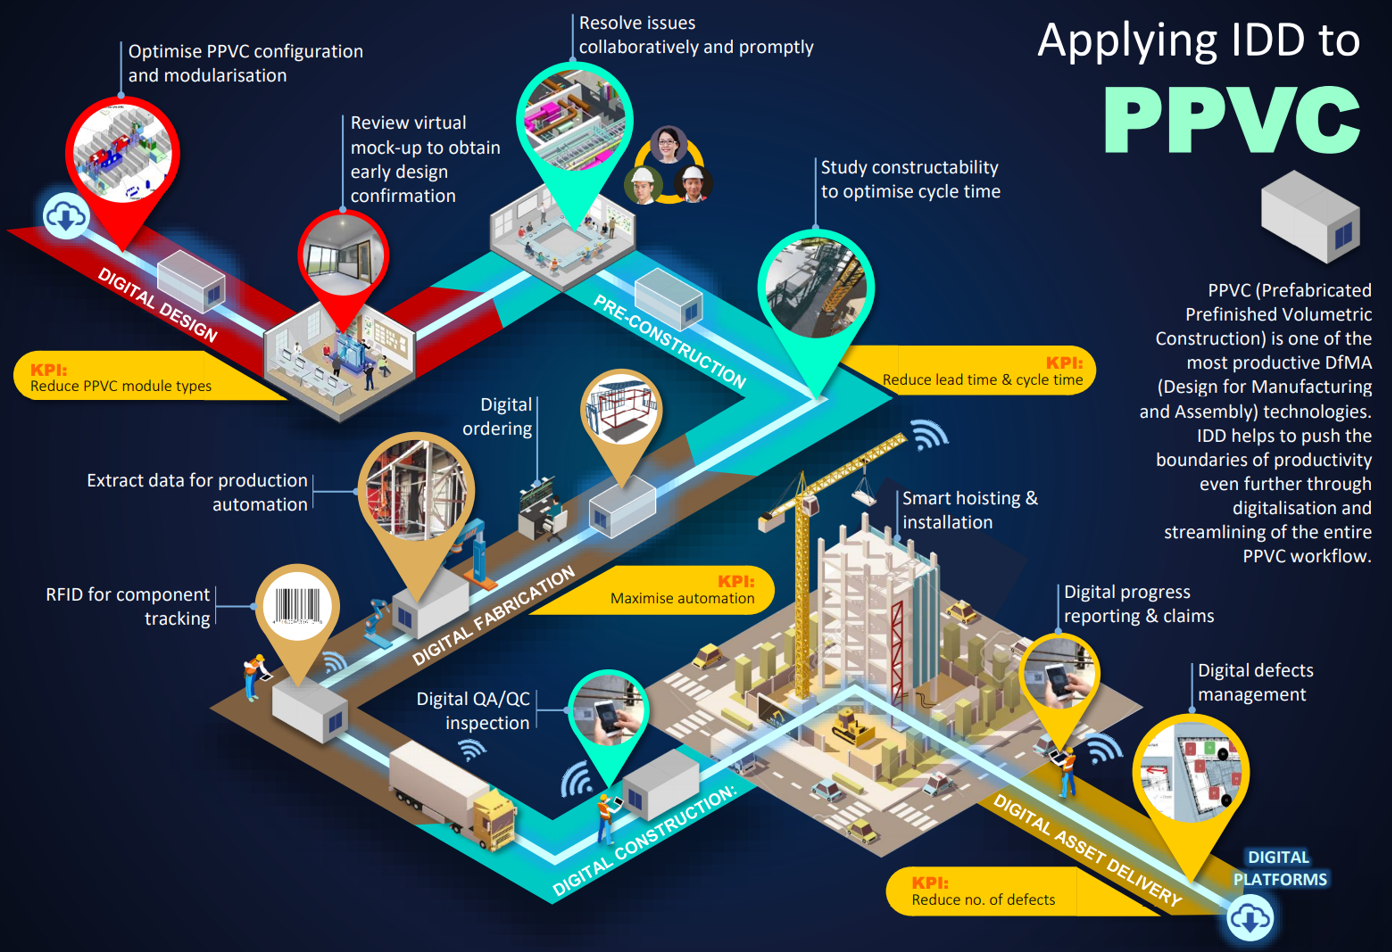 Applying IDD to
PPVC
PPVC (Prefabricated
Prefinished Volumetric
Construction) is one of the
most productive DfMA
(Design for Manufacturing
and Assembly) technologies.
IDD helps to push the
boundaries of productivity
even further through
digitalisation and
streamlining of the entire
PPVC workflow.
Optimise PPVC configuration
and modularisation
Review virtual
mock-up to obtain
early design
confirmation
DIGITAL DESIGN
KPI:
Reduce PPVC module types
Resolve issues
collaboratively and promptly
Study constructability
to optimise cycle time
PRE-CONSTRUCTION
KPI:
Reduce lead time & cycle time
Digital
ordering
Extract data for production
automation
RFID for component
tracking
DIGITAL FABRICATION
KPI:
Maximise automation
Digital QA/QC
inspection
DIGITAL CONSTRUCTION:
Smart hoisting &
installation
Digital progress
reporting & claims
Digital defects
management
DIGITAL ASSET DELIVERY
KPI:
Reduce no. of defects
DIGITAL
PLATFORMS